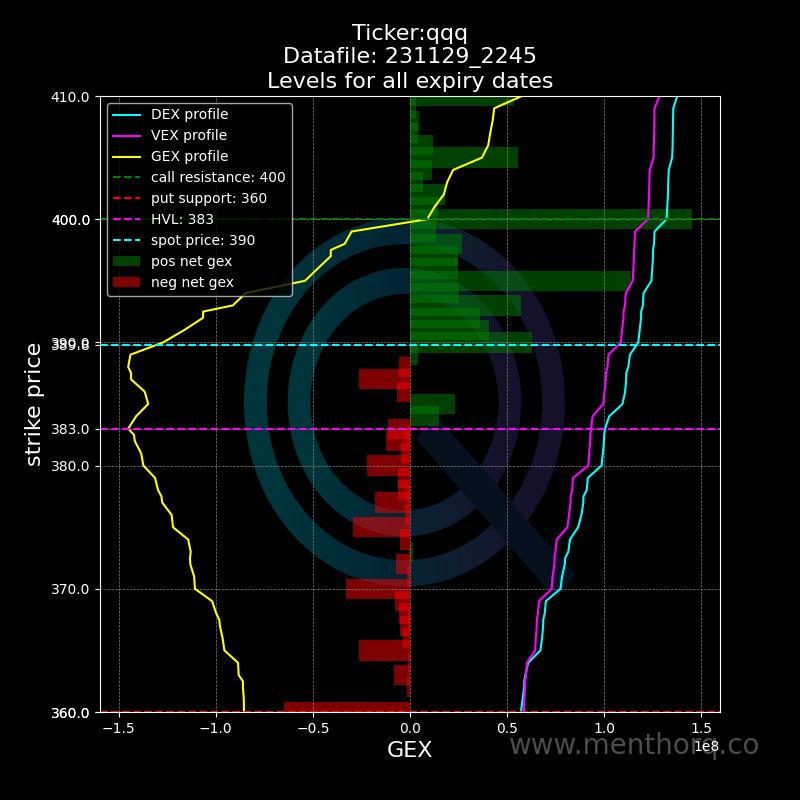 Ticker:qqq
Datafile: 231129_2245
Levels for all expiry dates
DEX profile
VEX profile
GEX profile
call resistance: 400
put support: 360
HVL: 383
spot price: 390
pos net gex
neg net gex
410.0
400.0
390.0
389.8
383.0
380.0
370.0
360.0
strike price
−1.5 −1.0 −0.5 0.0 0.5 1.0 1.5
1e8
GEX
www.menthorq.co